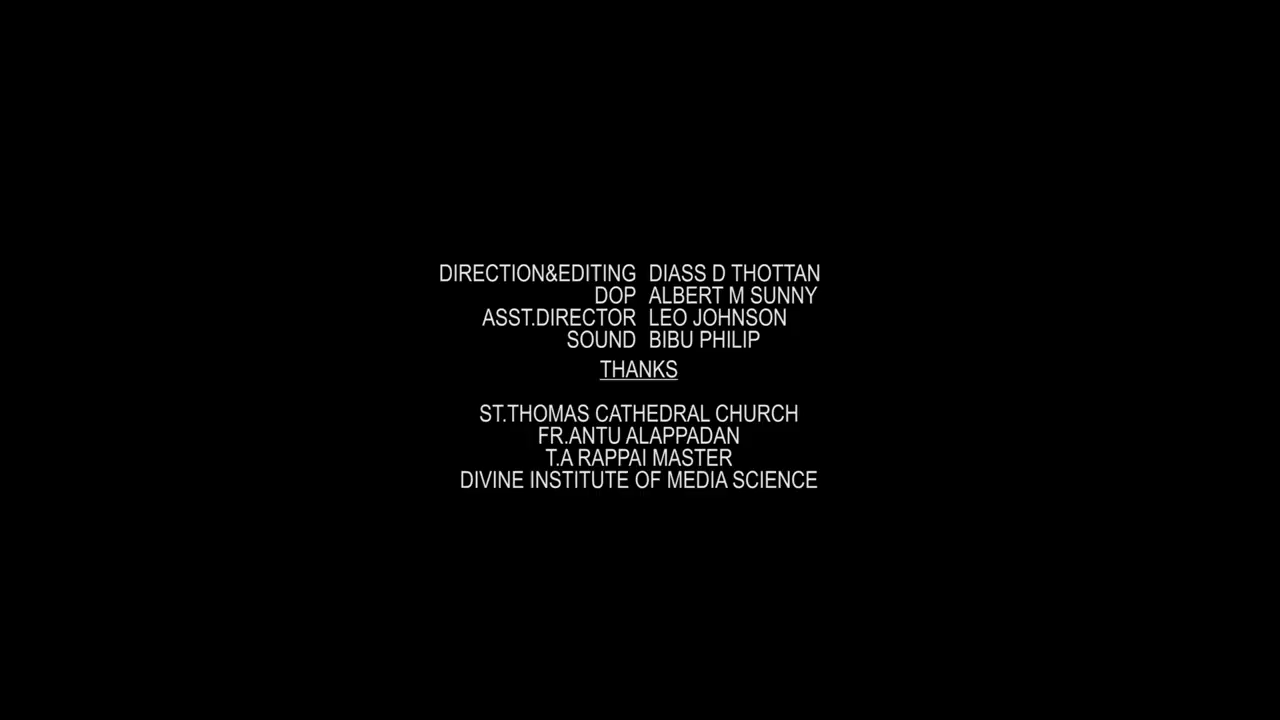 DIRECTION&EDITING DIASS D THOTTAN
DOP ALBERT M SUNNY
ASST.DIRECTOR LEO JOHNSON
SOUND BIBU PHILIP
THANKS
ST.THOMAS CATHEDRAL CHURCH
FR.ANTU ALAPPADAN
T.A RAPPAI MASTER
DIVINE INSTITUTE OF MEDIA SCIENCE